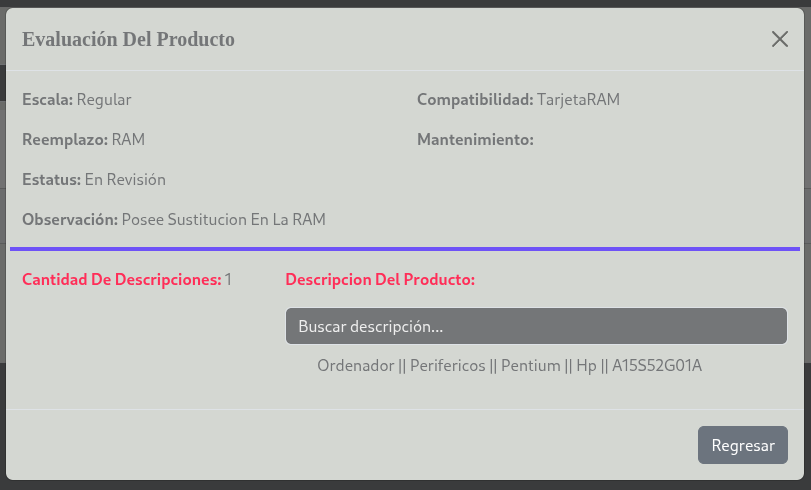 Evaluación Del Producto
Escala: Regular
Compatibilidad: TarjetaRAM
Reemplazo: RAM
Mantenimiento:
Estatus: En Revisión
Observación: Posee Sustitucion En La RAM
Cantidad De Descripciones: 1
Descripcion Del Producto:
Buscar descripción...
Ordenador || Perifericos || Pentium || Hp || A15S52G01A
Regresar